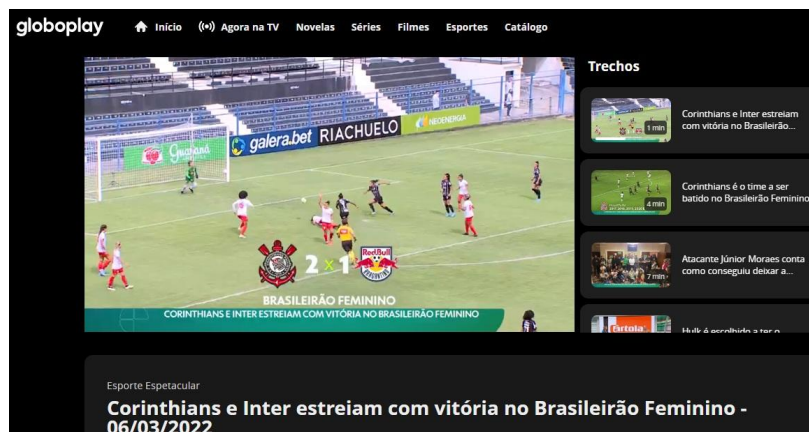 globoplay
Início
Agora na TV
Novelas
Séries
Filmes
Esportes
Catálogo
Trechos
Guaraná
galera.bet
RIACHUELO
NEOENERGIA
2 x 1
RedBull
BRASILEIRÃO FEMININO
CORINTHIANS E INTER ESTREIAM COM VITÓRIA NO BRASILEIRÃO FEMININO
1 min
Corinthians e Inter estreiam
com vitória no Brasileirão...
4 min
Corinthians é o time a ser
batido no Brasileirão Feminino
7 min
Atacante Júnior Moraes conta
como conseguiu deixar a...
Cartola
Hulk é escolhido a ter o
Esporte Espetacular
Corinthians e Inter estreiam com vitória no Brasileirão Feminino -
06/03/2022